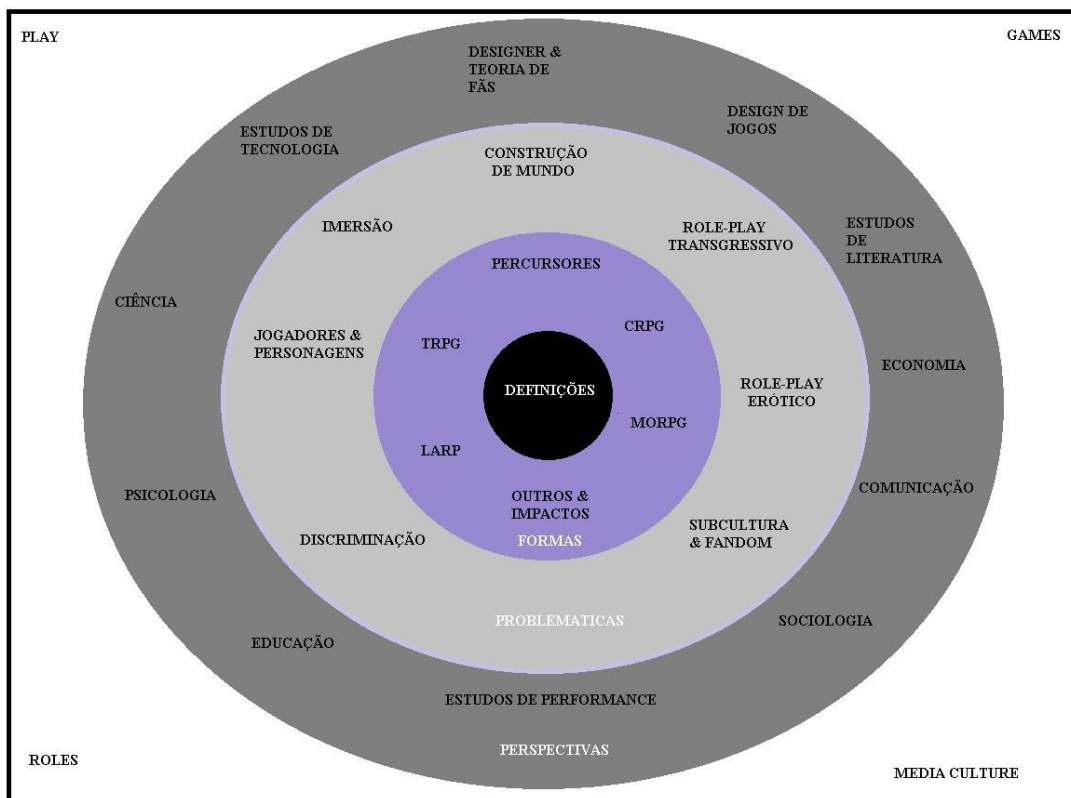 PLAY
GAMES
DESIGNER &
TEORIA DE
FÃS
DESIGN DE
JOGOS
ESTUDOS DE
TECNOLOGIA
CONSTRUÇÃO
DE MUNDO
IMERSÃO
ROLE-PLAY
TRANSGRESSIVO
ESTUDOS
DE
LITERATURA
PERCURSORES
CIÊNCIA
JOGADORES &
PERSONAGENS
TRPG
CRPG
ECONOMIA
DEFINIÇÕES
ROLE-PLAY
ERÓTICO
MORPG
LARP
PSICOLOGIA
COMUNICAÇÃO
OUTROS &
IMPACTOS
FORMAS
DISCRIMINAÇÃO
SUBCULTURA
& FANDOM
PROBLEMATICAS
SOCIOLOGIA
EDUCAÇÃO
ESTUDOS DE PERFORMANCE
PERSPECTIVAS
ROLES
MEDIA CULTURE